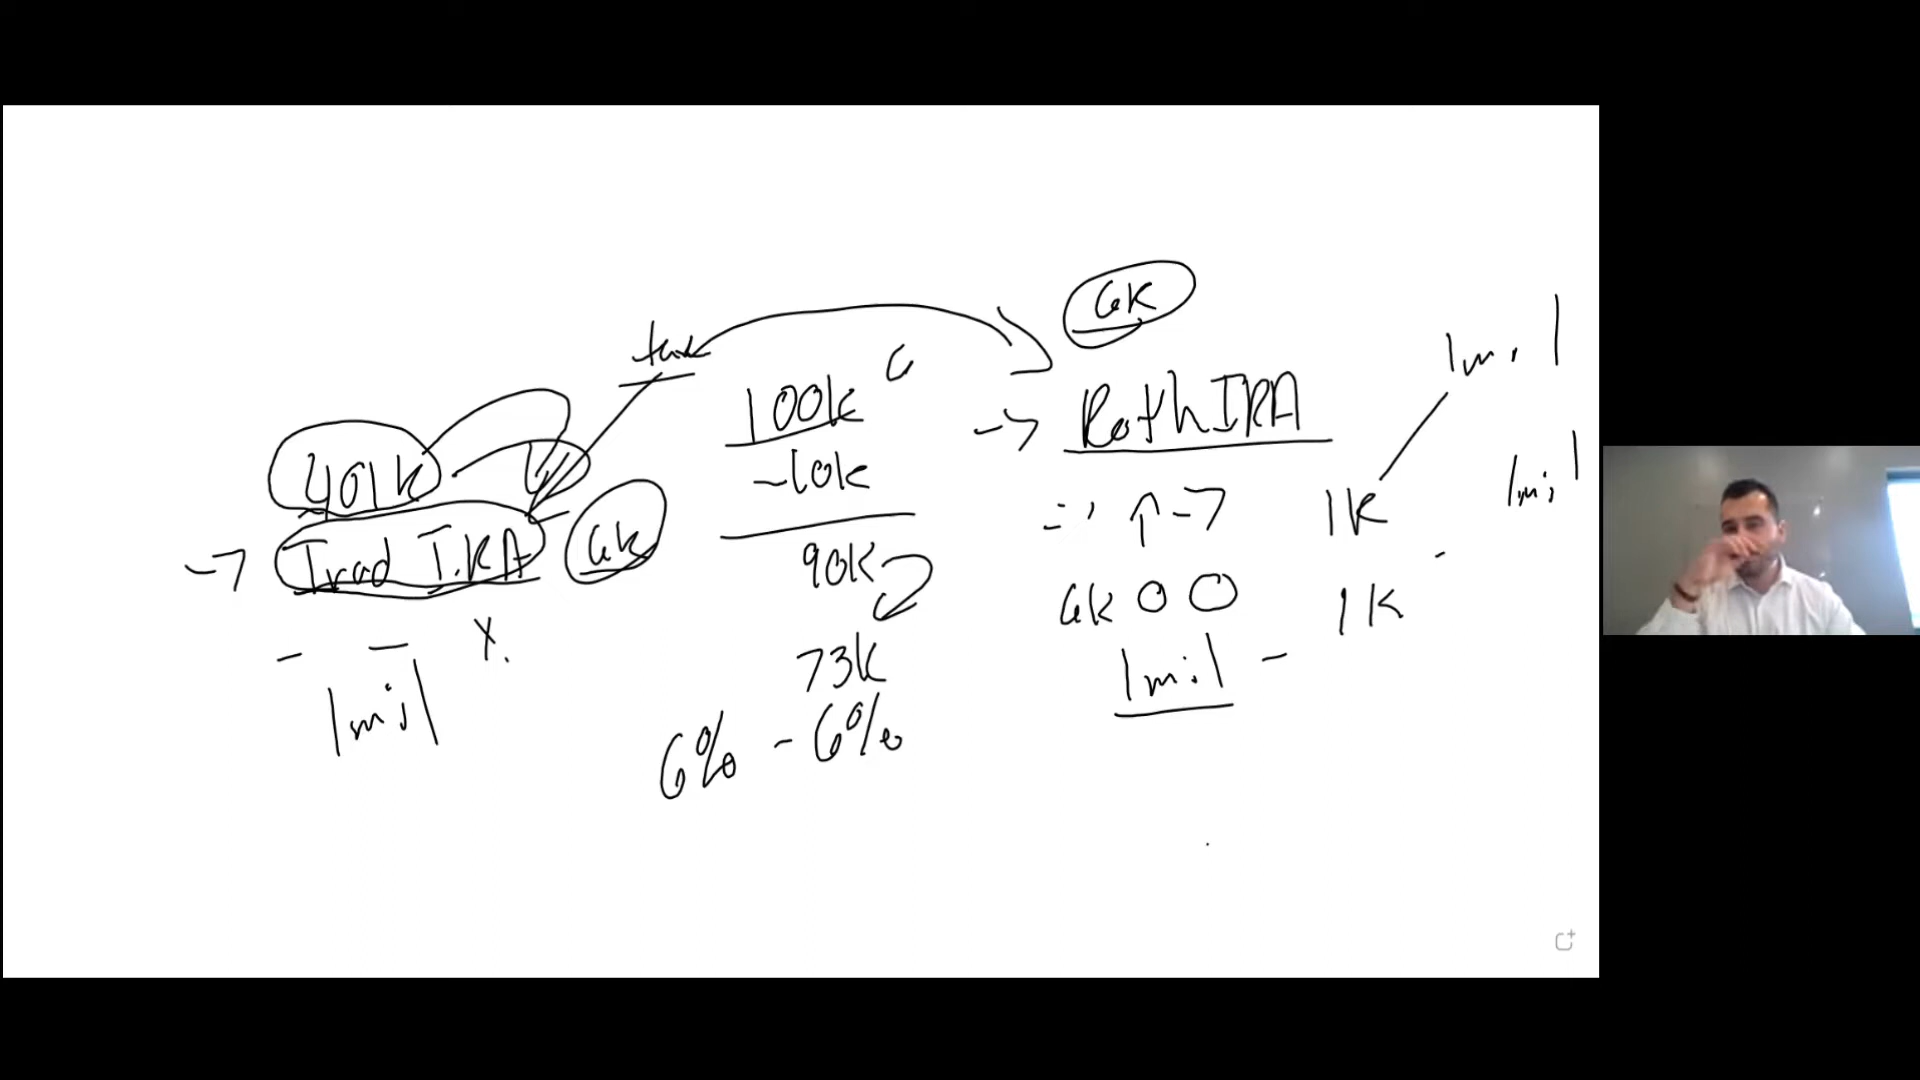 6K
tax
1mil
100k
Roth IRA
401k
-10k
1mil
1K
Trad I.RA
6k
90k
6k
1K
73k
1mil -
1mil
6% - 6%